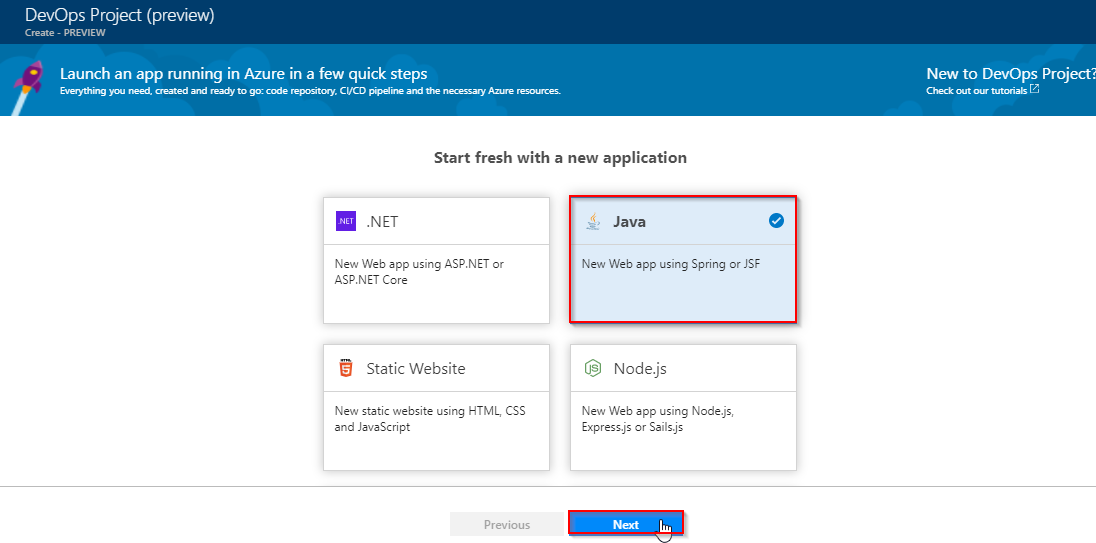 DevOps Project (preview)
Create - PREVIEW
Launch an app running in Azure in a few quick steps
Everything you need, created and ready to go: code repository, CI/CD pipeline and the necessary Azure resources.
New to DevOps Project?
Check out our tutorials
Start fresh with a new application
.NET
.NET
New Web app using ASP.NET or
ASP.NET Core
Java
New Web app using Spring or JSF
HTML
5
Static Website
New static website using HTML, CSS
and JavaScript
JS
Node.js
New Web app using Node.js,
Express.js or Sails.js
Previous
Next